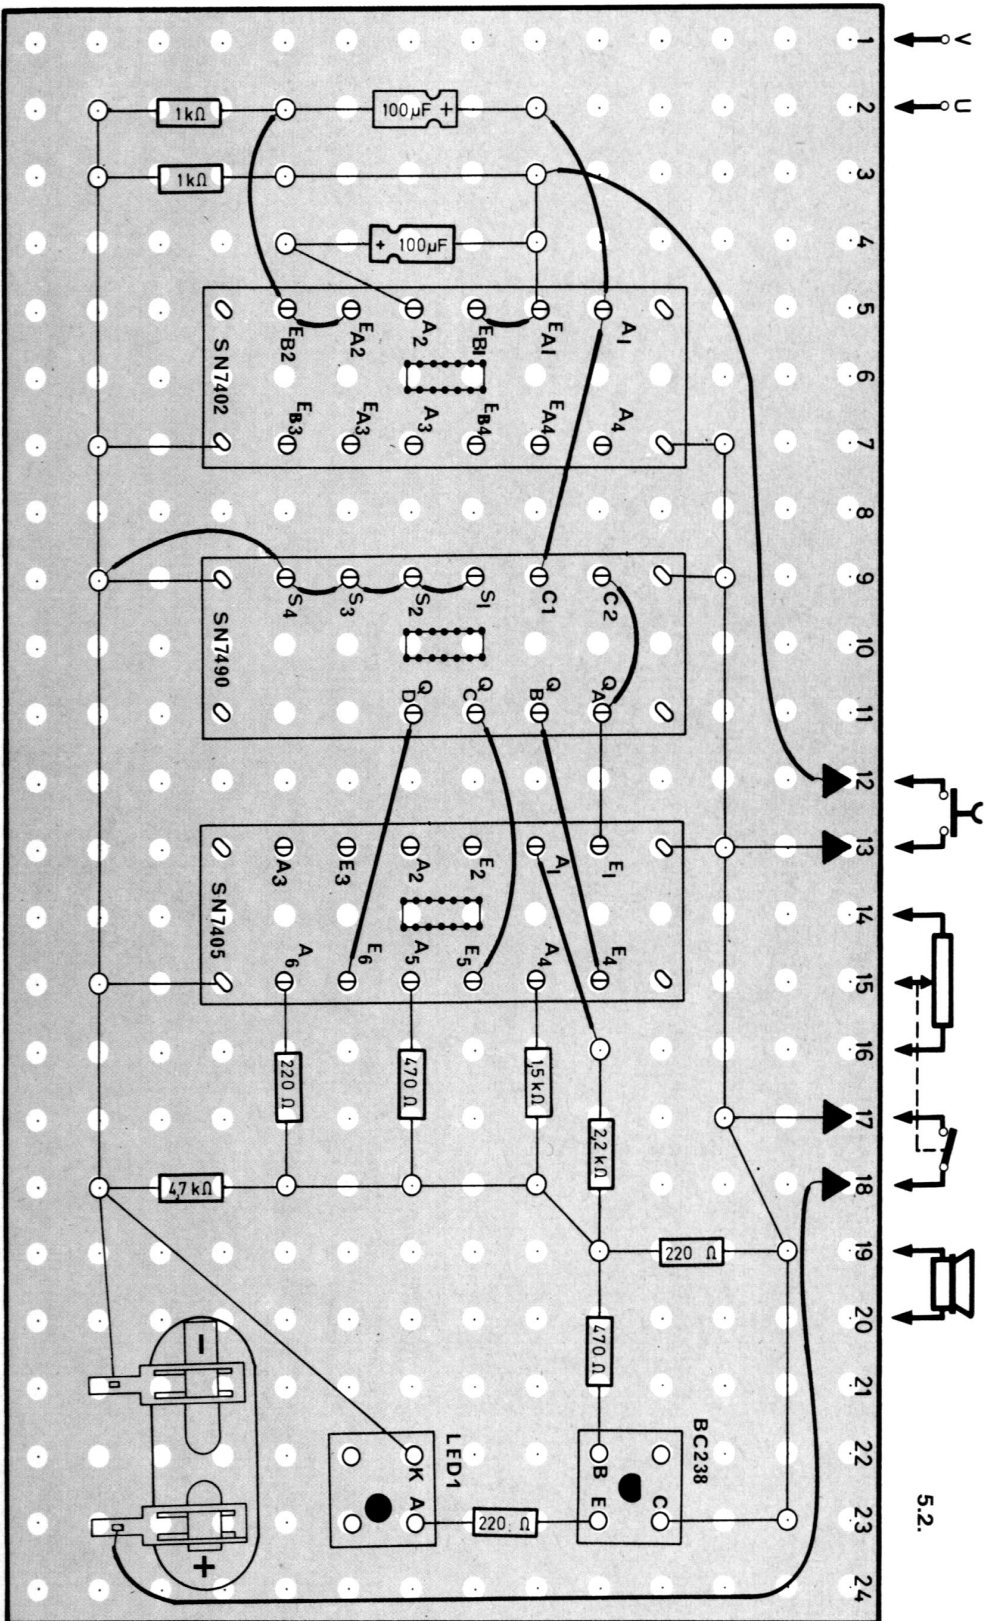 1 2 3 4 5 6 7 8 9 10 11 12 13 14 15 16 17 18 19 20 21 22 23 24
V
U
5.2.
1kΩ
100µF +
1kΩ
+ 100µF
EB2
EA2
A2
EB1
EA1
A1
SN7402
EB3
EA3
A3
EB4
EA4
A4
S4
S3
S2
S1
C1
C2
SN7490
QD
QC
QB
QA
A3
E3
A2
E2
A1
E1
SN7405
A6
E6
A5
E5
A4
E4
220 Ω
470 Ω
1,5 kΩ
2,2 kΩ
4,7 kΩ
220 Ω
470 Ω
BC238
B
E
C
LED1
K
A
220 Ω
−
+